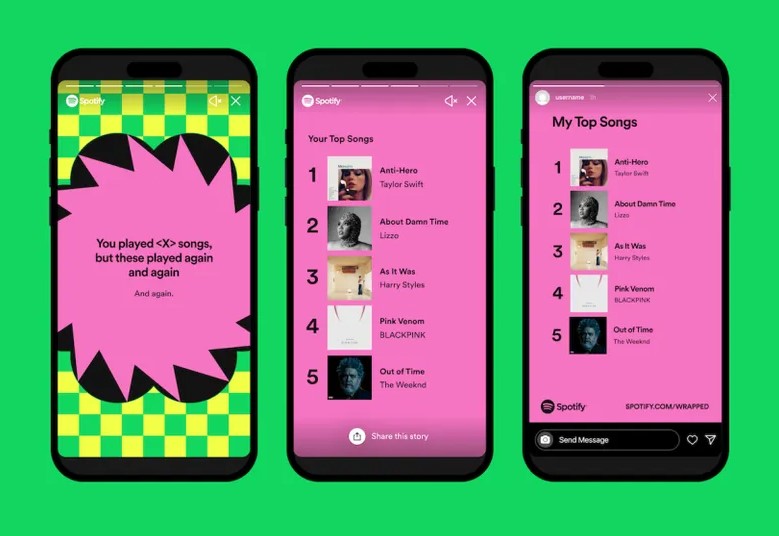 Spotify
You played <X> songs,
but these played again
and again
And again.
Spotify
Your Top Songs
1
Anti-Hero
Taylor Swift
2
About Damn Time
Lizzo
3
As It Was
Harry Styles
4
Pink Venom
BLACKPINK
5
Out of Time
The Weeknd
Share this story
username
My Top Songs
1
Anti-Hero
Taylor Swift
2
About Damn Time
Lizzo
3
As It Was
Harry Styles
4
Pink Venom
BLACKPINK
5
Out of Time
The Weeknd
Spotify
SPOTIFY.COM/WRAPPED
Send Message